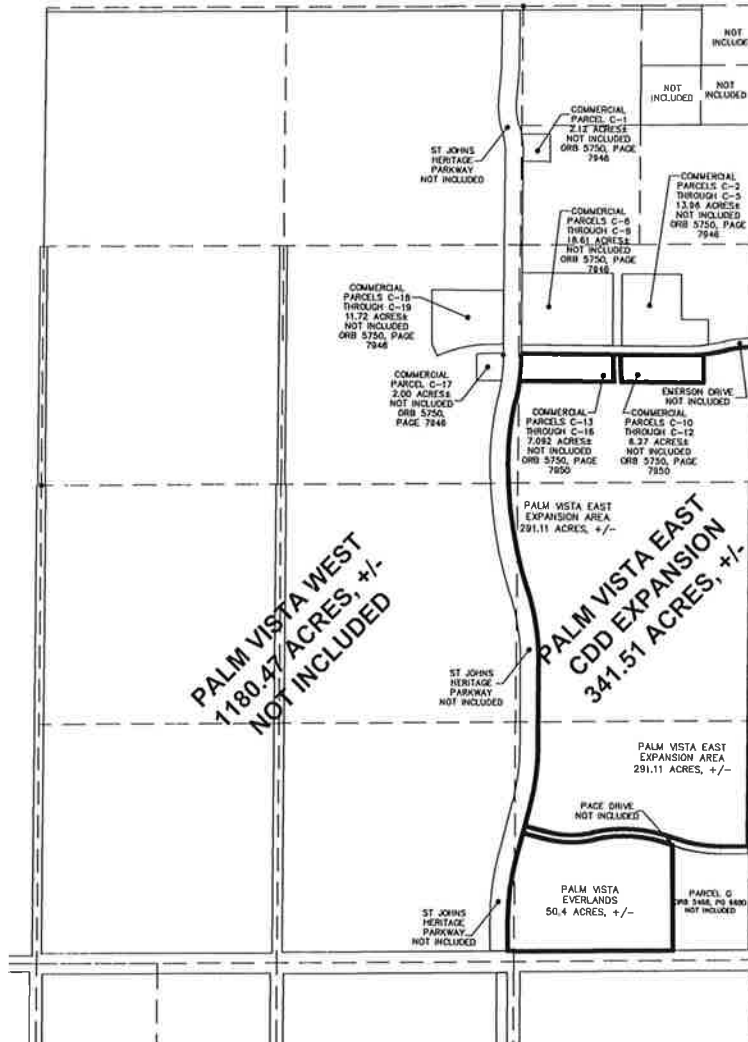 NOT
INCLUDED
NOT
INCLUDED
NOT
INCLUDED
COMMERCIAL
PARCEL C-1
2.12 ACRES±
NOT INCLUDED
ORB 5750, PAGE
7946
ST JOHNS
HERITAGE
PARKWAY
NOT INCLUDED
COMMERCIAL
PARCELS C-2
THROUGH C-5
13.98 ACRES±
NOT INCLUDED
ORB 5750, PAGE
7946
COMMERCIAL
PARCELS C-6
THROUGH C-9
18.61 ACRES±
NOT INCLUDED
ORB 5750, PAGE
7946
COMMERCIAL
PARCELS C-18
THROUGH C-19
11.72 ACRES±
NOT INCLUDED
ORB 5750, PAGE
7946
COMMERCIAL
PARCEL C-17
2.00 ACRES±
NOT INCLUDED
ORB 5750,
PAGE 7946
EMERSON DRIVE
NOT INCLUDED
COMMERCIAL
PARCELS C-13
THROUGH C-16
7.092 ACRES±
NOT INCLUDED
ORB 5750, PAGE
7950
COMMERCIAL
PARCELS C-10
THROUGH C-12
6.37 ACRES±
NOT INCLUDED
ORB 5750, PAGE
7950
PALM VISTA EAST
EXPANSION AREA
291.11 ACRES, +/-
PALM VISTA WEST
1180.47 ACRES, +/-
NOT INCLUDED
PALM VISTA EAST
CDD EXPANSION
341.51 ACRES, +/-
ST JOHNS
HERITAGE
PARKWAY
NOT INCLUDED
PALM VISTA EAST
EXPANSION AREA
291.11 ACRES, +/-
PACE DRIVE
NOT INCLUDED
PALM VISTA
EVERLANDS
50.4 ACRES, +/-
PARCEL G
ORB 5468, PG
NOT INCLUDED
ST JOHNS
HERITAGE
PARKWAY
NOT INCLUDED